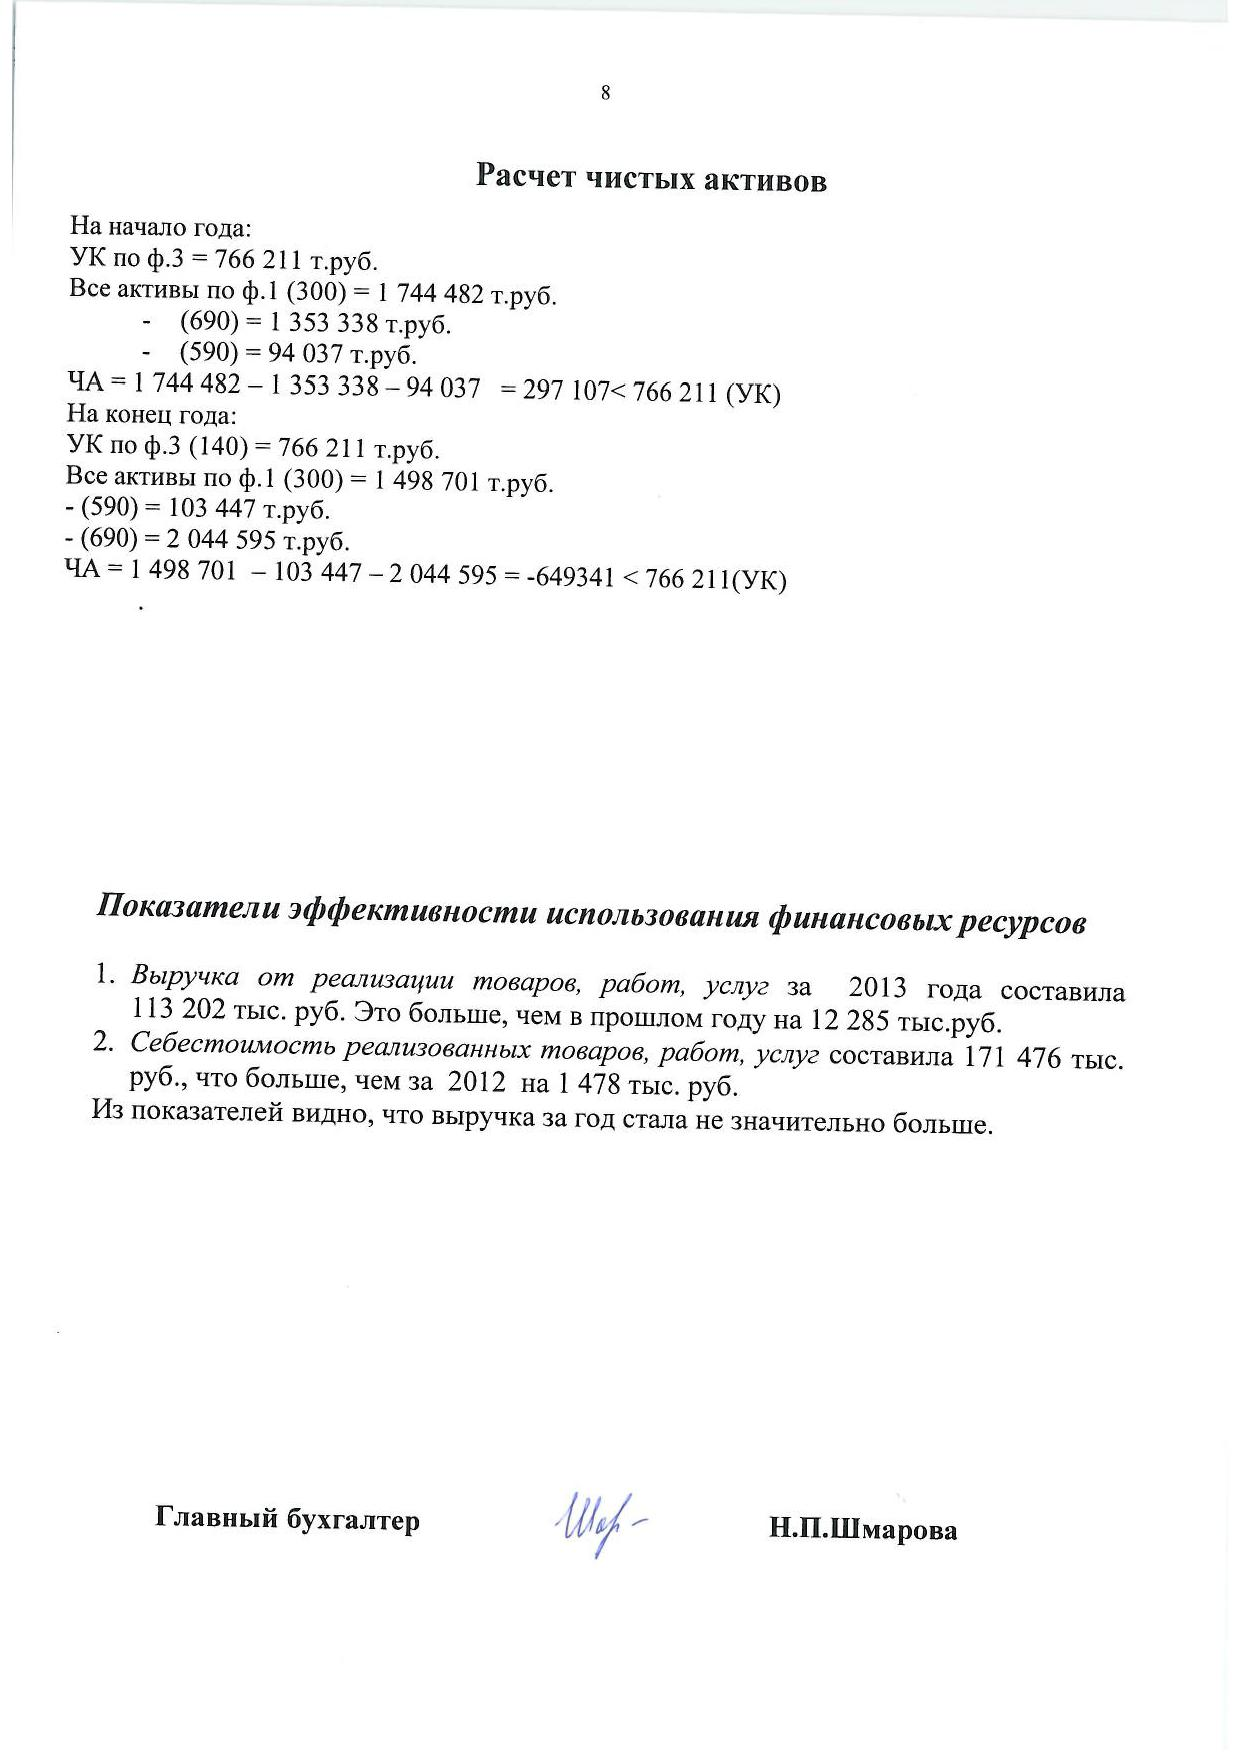 8
Расчет чистых активов
На начало года:
УК по ф.3 = 766 211 т.руб.
Все активы по ф.1 (300) = 1 744 482 т.руб.
- (690) = 1 353 338 т.руб.
- (590) = 94 037 т.руб.
ЧА = 1 744 482 – 1 353 338 – 94 037 = 297 107< 766 211 (УК)
На конец года:
УК по ф.3 (140) = 766 211 т.руб.
Все активы по ф.1 (300) = 1 498 701 т.руб.
- (590) = 103 447 т.руб.
- (690) = 2 044 595 т.руб.
ЧА = 1 498 701 – 103 447 – 2 044 595 = -649341 < 766 211(УК)
.
Показатели эффективности использования финансовых ресурсов
1. Выручка от реализации товаров, работ, услуг за 2013 года составила
113 202 тыс. руб. Это больше, чем в прошлом году на 12 285 тыс.руб.
2. Себестоимость реализованных товаров, работ, услуг составила 171 476 тыс.
руб., что больше, чем за 2012 на 1 478 тыс. руб.
Из показателей видно, что выручка за год стала не значительно больше.
Главный бухгалтер
Н.П.Шмарова